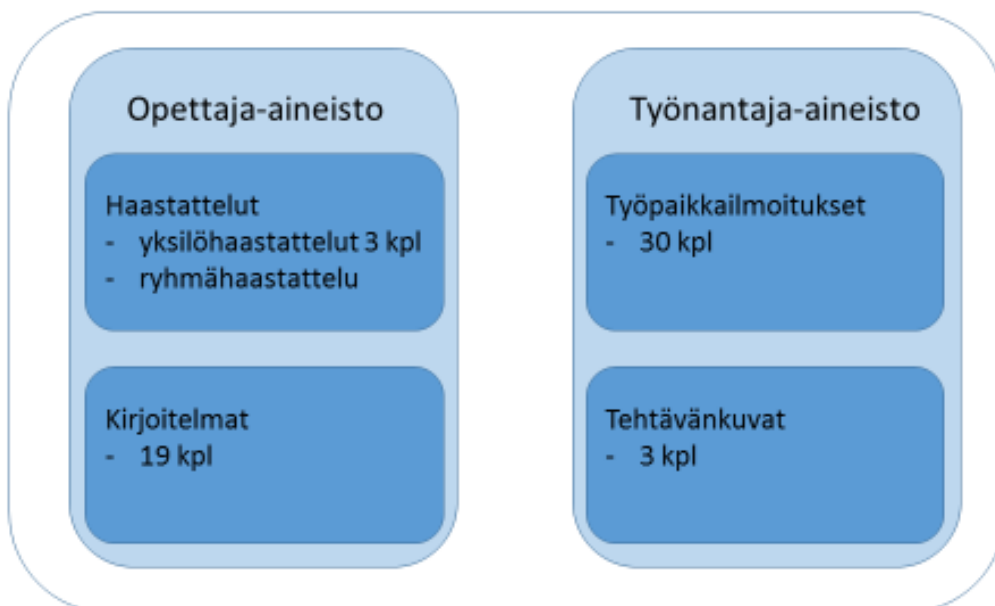 Opettaja-aineisto
Haastattelut
- yksilöhaastattelut 3 kpl
- ryhmähaastattelu
Kirjoitelmat
- 19 kpl
Työnantaja-aineisto
Työpaikkailmoitukset
- 30 kpl
Tehtävänkuvat
- 3 kpl